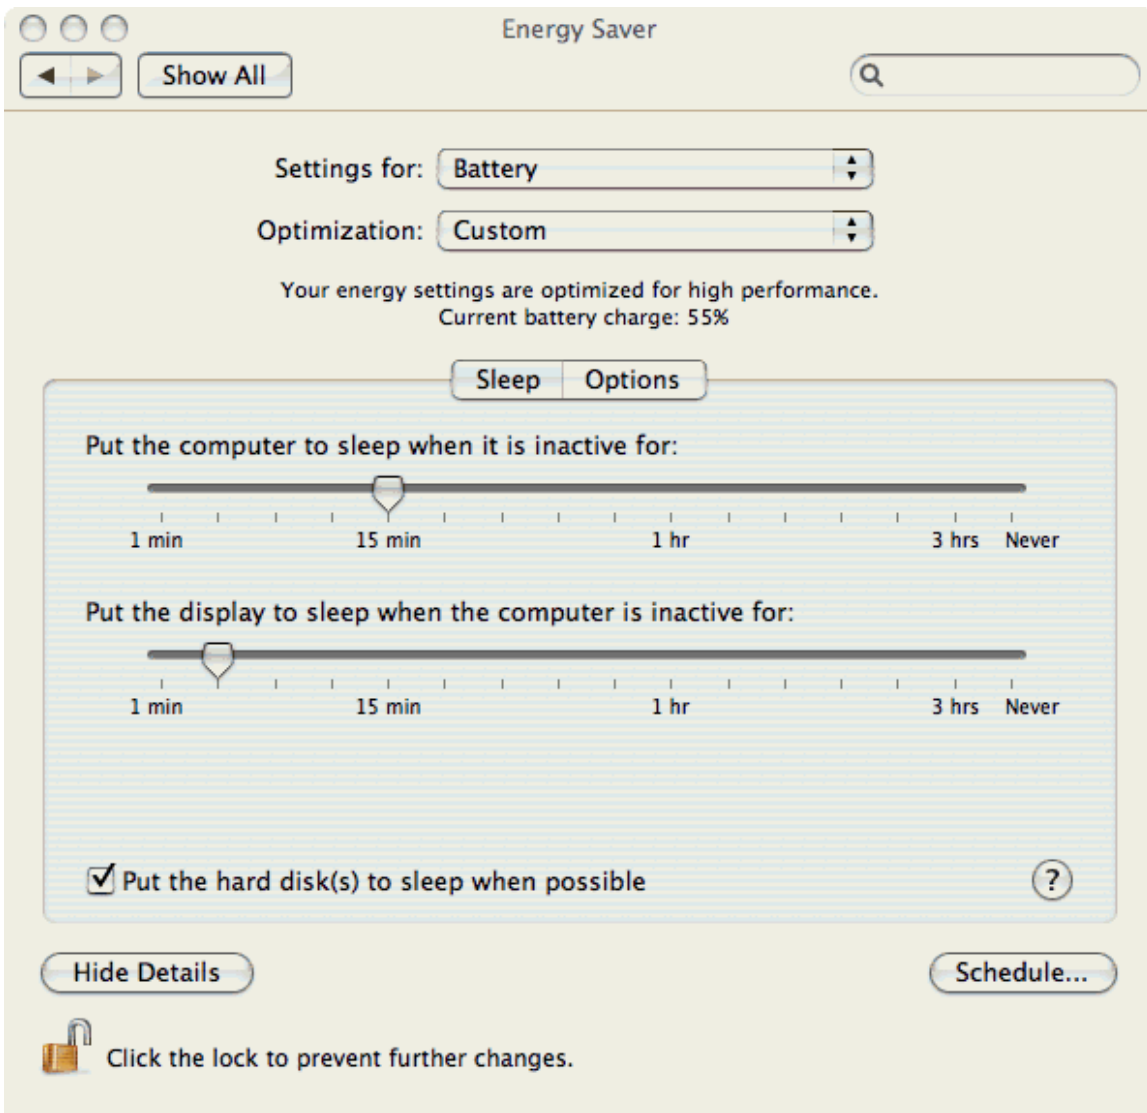 Energy Saver
Show All
Settings for: Battery
Optimization: Custom
Your energy settings are optimized for high performance.
Current battery charge: 55%
Sleep Options
Put the computer to sleep when it is inactive for:
1 min 15 min 1 hr 3 hrs Never
Put the display to sleep when the computer is inactive for:
1 min 15 min 1 hr 3 hrs Never
Put the hard disk(s) to sleep when possible ?
Hide Details Schedule...
Click the lock to prevent further changes.